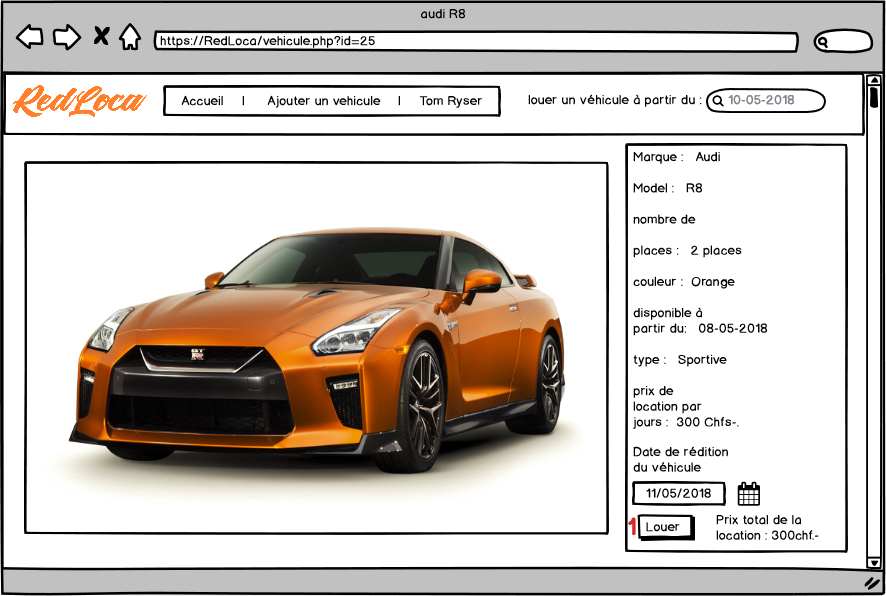 audi R8
https://RedLoca/vehicule.php?id=25
RedLoca
Accueil | Ajouter un vehicule | Tom Ryser
louer un véhicule à partir du : 10-05-2018
Marque : Audi
Model : R8
nombre de
places : 2 places
couleur : Orange
disponible à
partir du: 08-05-2018
type : Sportive
prix de
location par
jours : 300 Chfs-.
Date de rédition
du véhicule
11/05/2018
1 Louer
Prix total de la
location : 300chf.-
GT
R